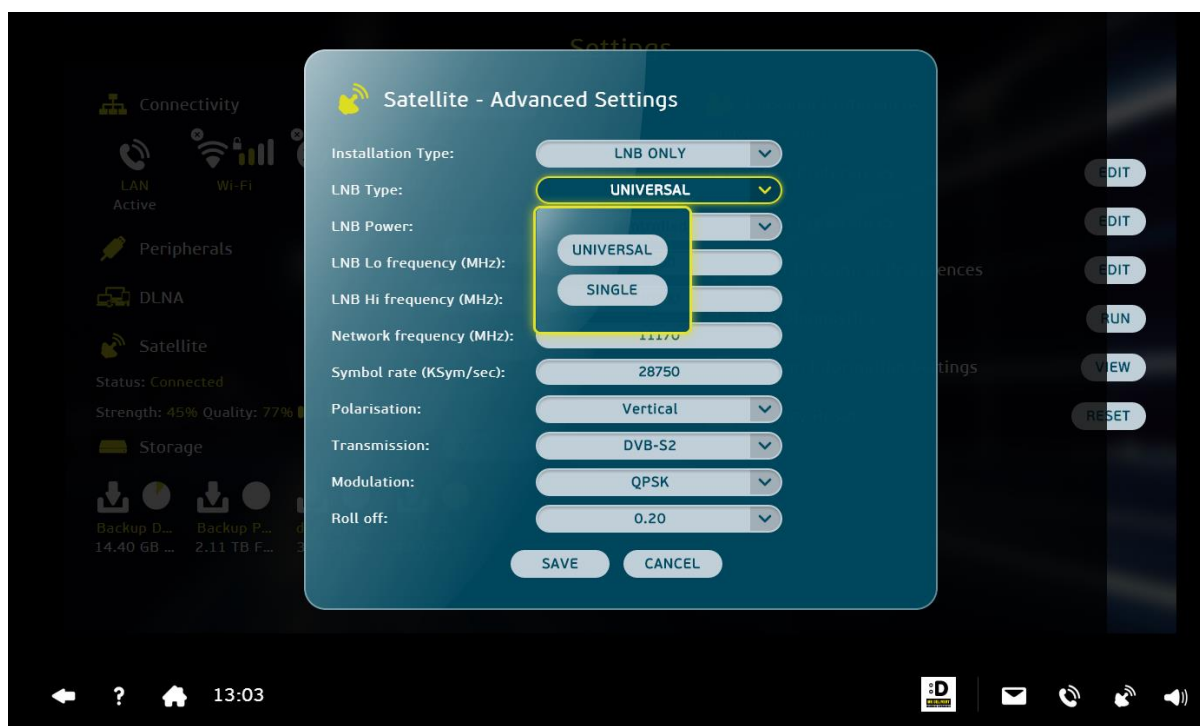 Settings
Satellite - Advanced Settings
Connectivity
LAN
Active
Wi-Fi
Peripherals
DLNA
Satellite
Status: Connected
Strength: 45% Quality: 77%
Storage
Backup D...
14.40 GB ...
Backup P...
2.11 TB F...
Installation Type: LNB ONLY
LNB Type: UNIVERSAL
UNIVERSAL
SINGLE
LNB Power:
LNB Lo frequency (MHz):
LNB Hi frequency (MHz):
Network frequency (MHz): 11170
Symbol rate (KSym/sec): 28750
Polarisation: Vertical
Transmission: DVB-S2
Modulation: QPSK
Roll off: 0.20
SAVE CANCEL
EDIT
EDIT
ences EDIT
RUN
tings VIEW
RESET
? 13:03
:D